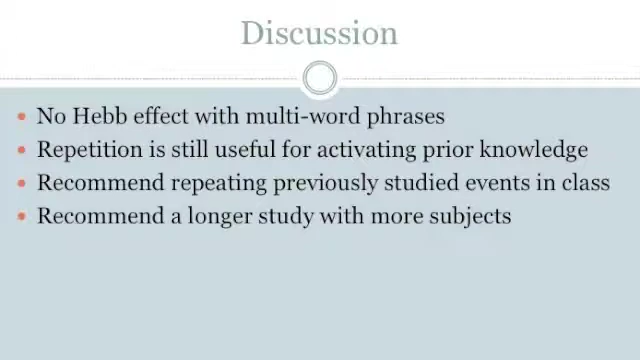 Discussion
No Hebb effect with multi-word phrases
Repetition is still useful for activating prior knowledge
Recommend repeating previously studied events in class
Recommend a longer study with more subjects